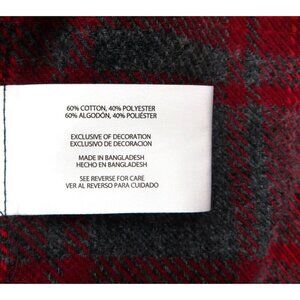 60% COTTON, 40% POLYESTER
60% ALGODÓN, 40% POLIÉSTER
EXCLUSIVE OF DECORATION
EXCLUSIVO DE DECORACION
MADE IN BANGLADESH
HECHO EN BANGLADESH
SEE REVERSE FOR CARE
VER AL REVERSO PARA CUIDADO